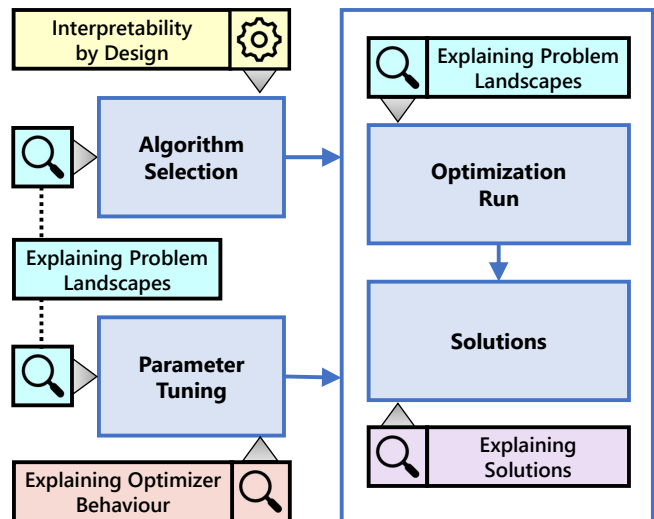 Interpretability
by Design
Algorithm
Selection
Explaining Problem
Landscapes
Parameter
Tuning
Explaining Optimizer
Behaviour
Explaining Problem
Landscapes
Optimization
Run
Solutions
Explaining
Solutions